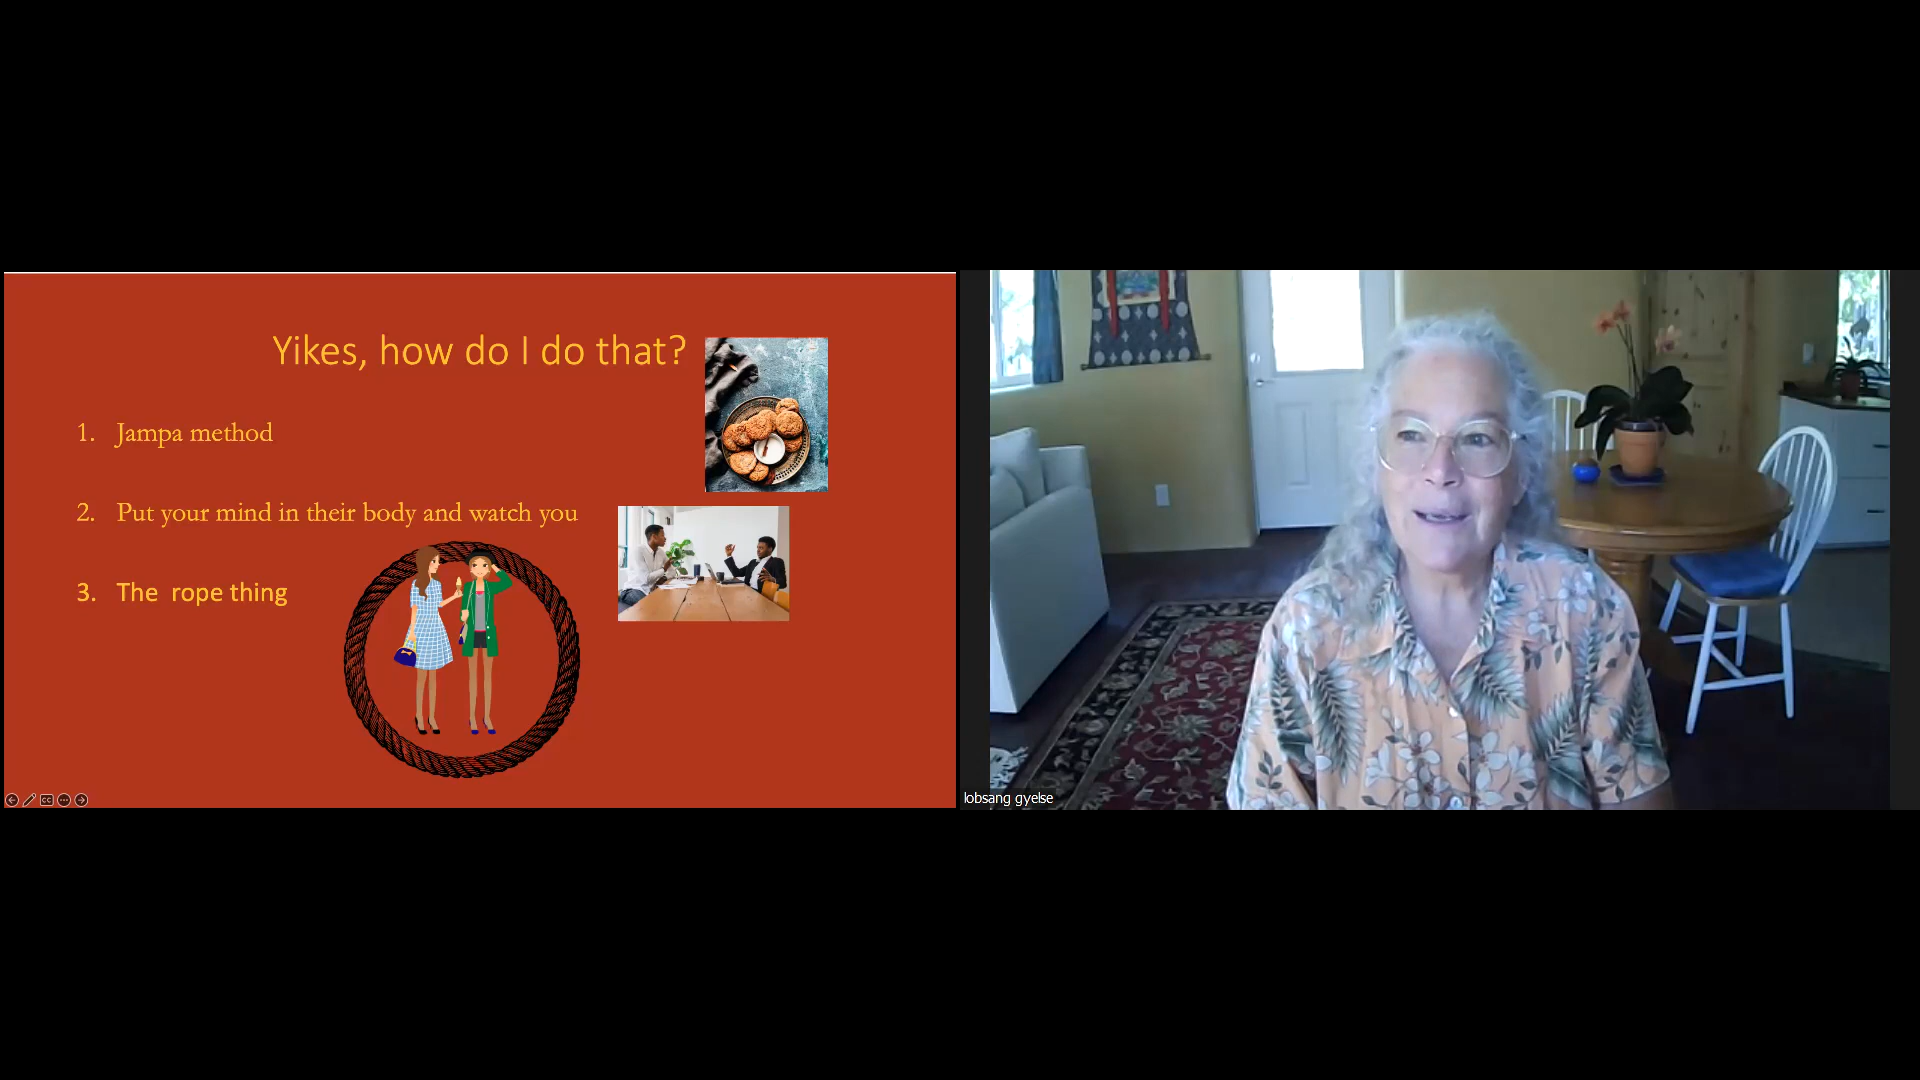 Yikes, how do I do that?
1. Jampa method
2. Put your mind in their body and watch you
3. The rope thing
CC
lobsang gyelse